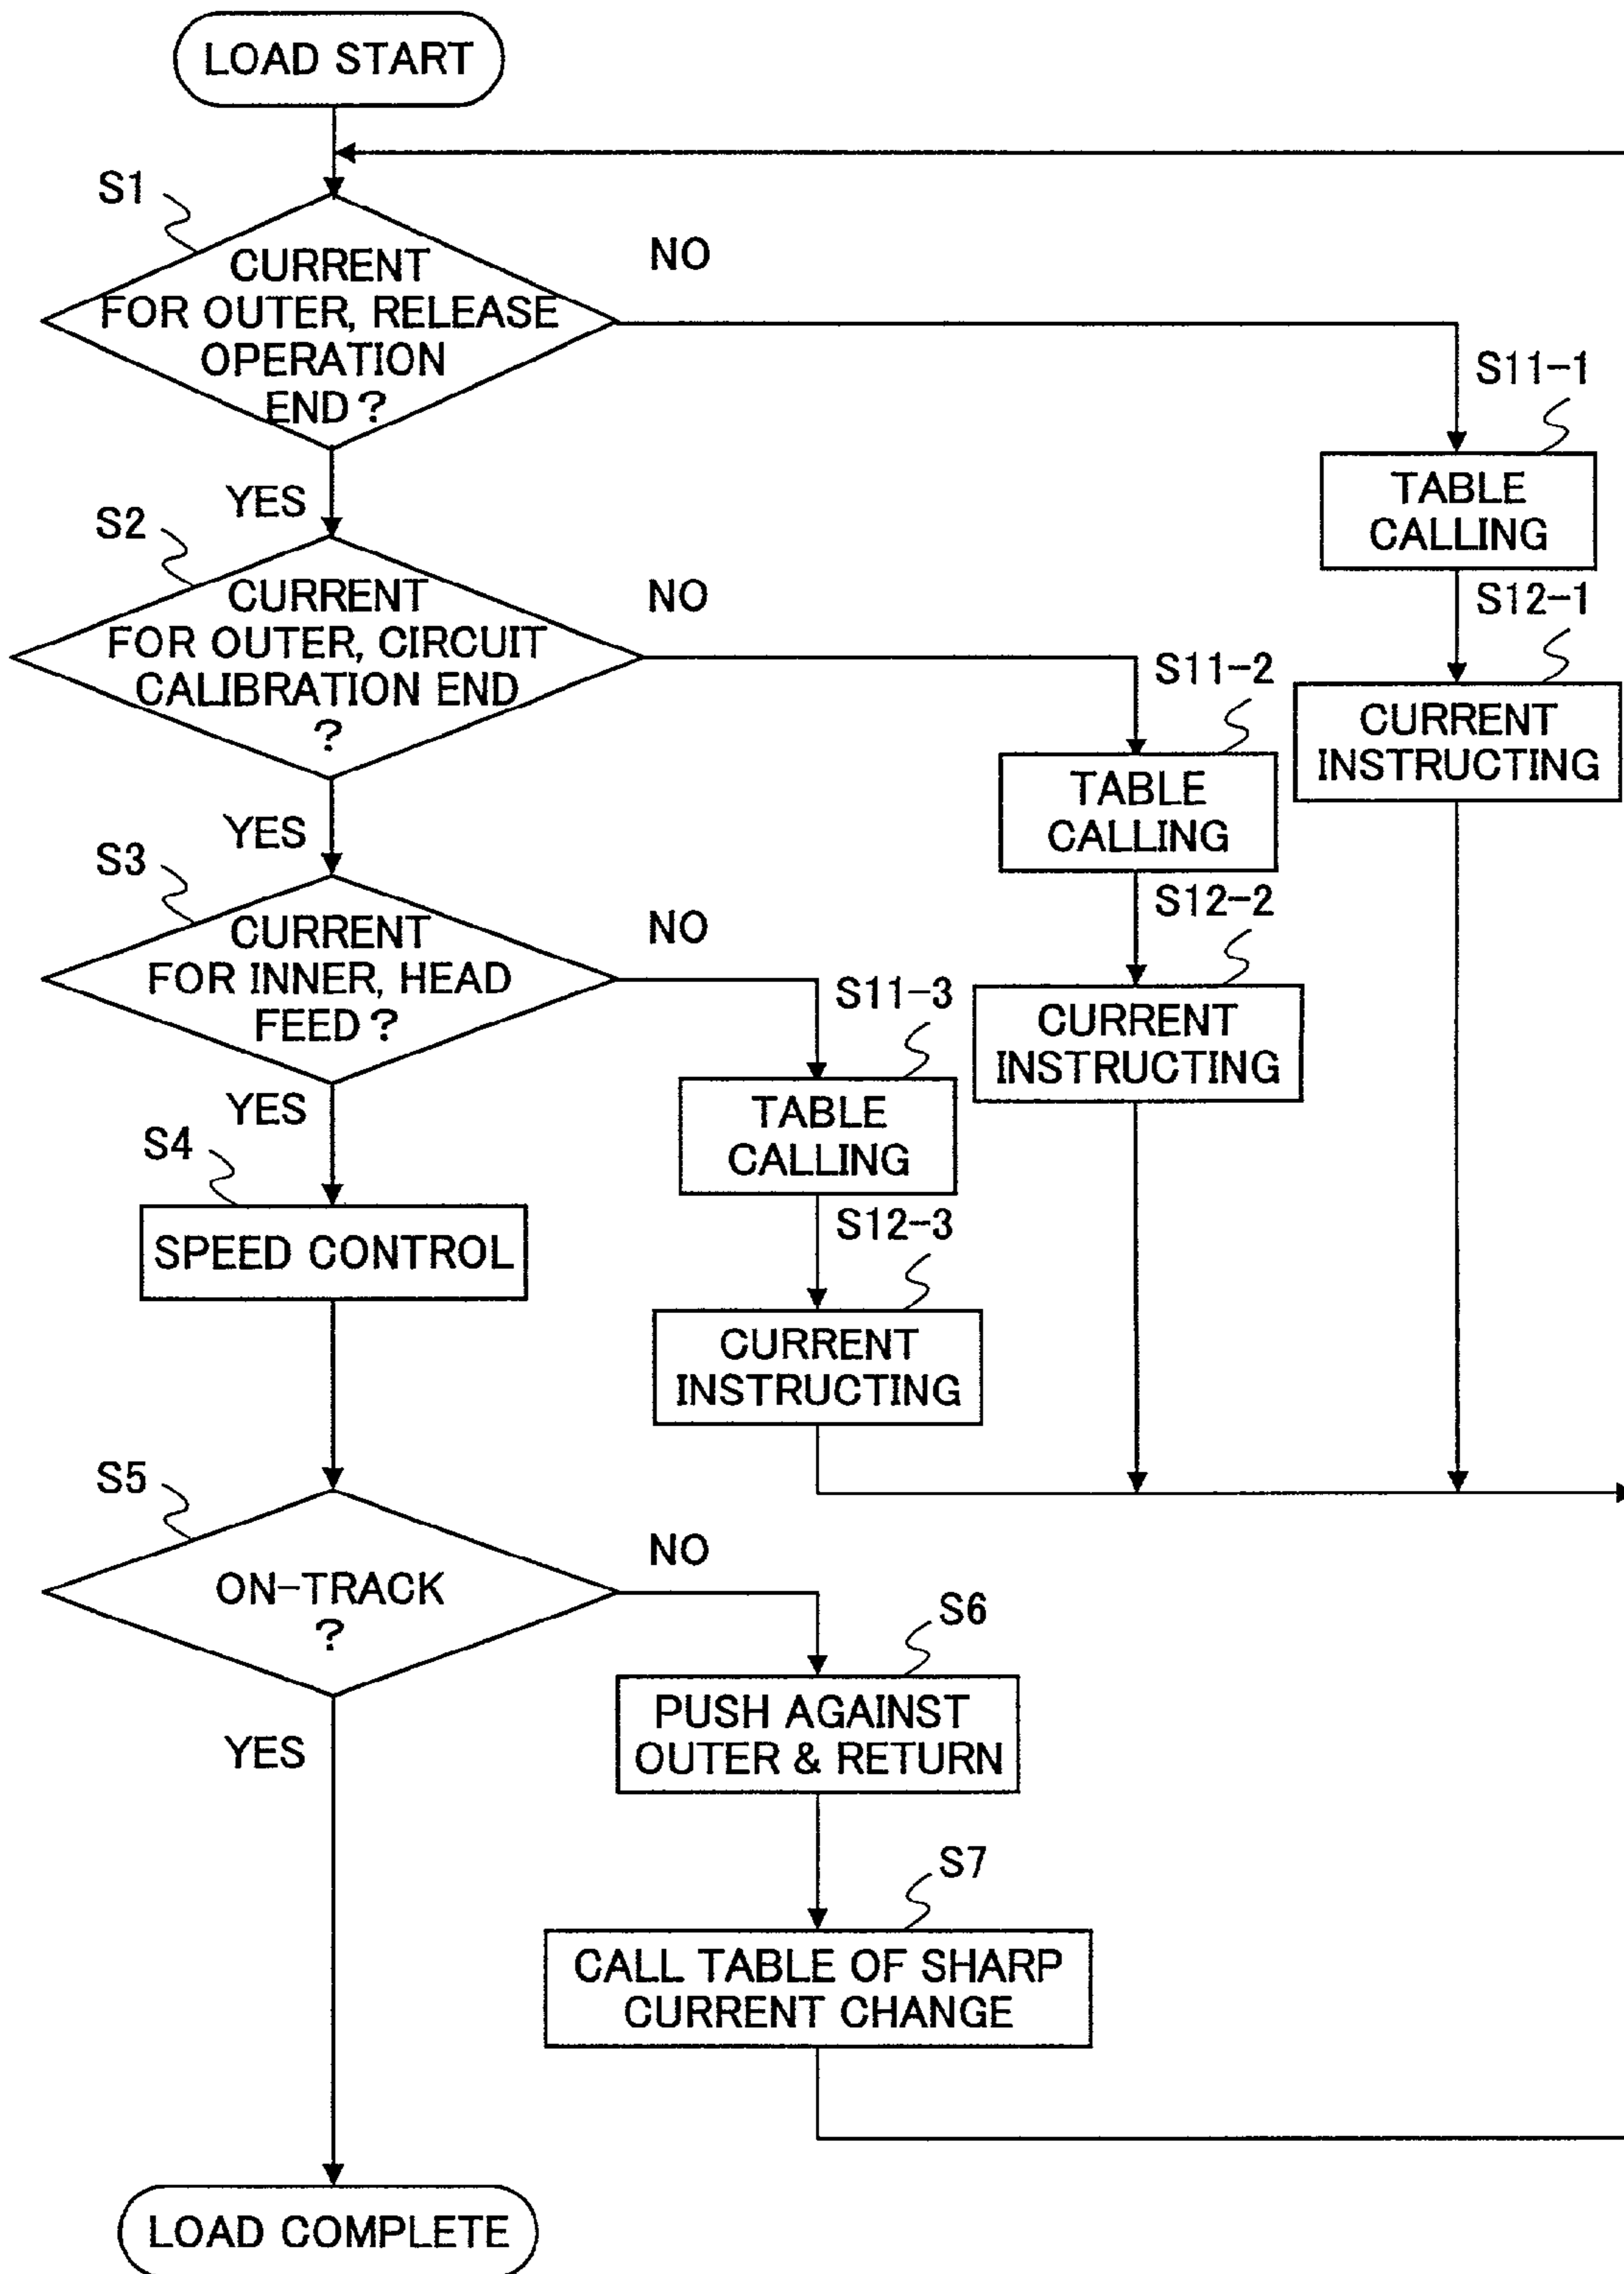 LOAD START
S1
CURRENT
FOR OUTER, RELEASE
OPERATION
END?
NO
YES
S11-1
TABLE
CALLING
S12-1
CURRENT
INSTRUCTING
S2
CURRENT
FOR OUTER, CIRCUIT
CALIBRATION END
?
NO
YES
S11-2
TABLE
CALLING
S12-2
CURRENT
INSTRUCTING
S3
CURRENT
FOR INNER, HEAD
FEED?
NO
YES
S11-3
TABLE
CALLING
S12-3
CURRENT
INSTRUCTING
S4
SPEED CONTROL
S5
ON-TRACK
?
NO
YES
S6
PUSH AGAINST
OUTER & RETURN
S7
CALL TABLE OF SHARP
CURRENT CHANGE
LOAD COMPLETE